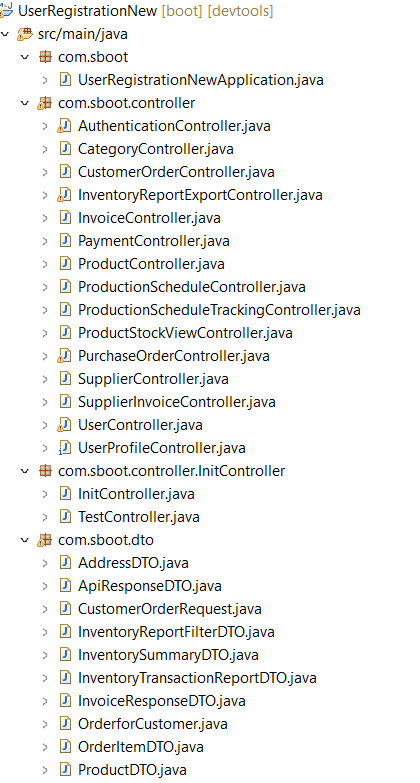 UserRegistrationNew [boot] [devtools]
src/main/java
com.sboot
UserRegistrationNewApplication.java
com.sboot.controller
AuthenticationController.java
CategoryController.java
CustomerOrderController.java
InventoryReportExportController.java
InvoiceController.java
PaymentController.java
ProductController.java
ProductionScheduleController.java
ProductionScheduleTrackingController.java
ProductStockViewController.java
PurchaseOrderController.java
SupplierController.java
SupplierInvoiceController.java
UserController.java
UserProfileController.java
com.sboot.controller.InitController
InitController.java
TestController.java
com.sboot.dto
AddressDTO.java
ApiResponseDTO.java
CustomerOrderRequest.java
InventoryReportFilterDTO.java
InventorySummaryDTO.java
InventoryTransactionReportDTO.java
InvoiceResponseDTO.java
OrderforCustomer.java
OrderItemDTO.java
ProductDTO.java